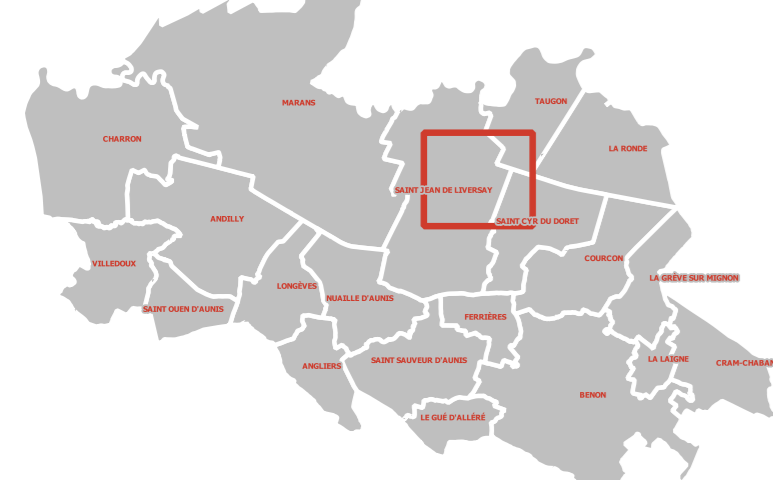 MARANS
TAUGON
CHARRON
LA RONDE
SAINT JEAN DE LIVERSAY
ANDILLY
SAINT CYR DU DORET
VILLEDOUX
COURCON
LA GRÈVE SUR MIGNON
LONGÈVES
NUAILLE D'AUNIS
SAINT OUEN D'AUNIS
FERRIÈRES
ANGLIERS
SAINT SAUVEUR D'AUNIS
LA LAIGNE
CRAM-CHABAN
BENON
LE GUÉ D'ALLÉRÉ